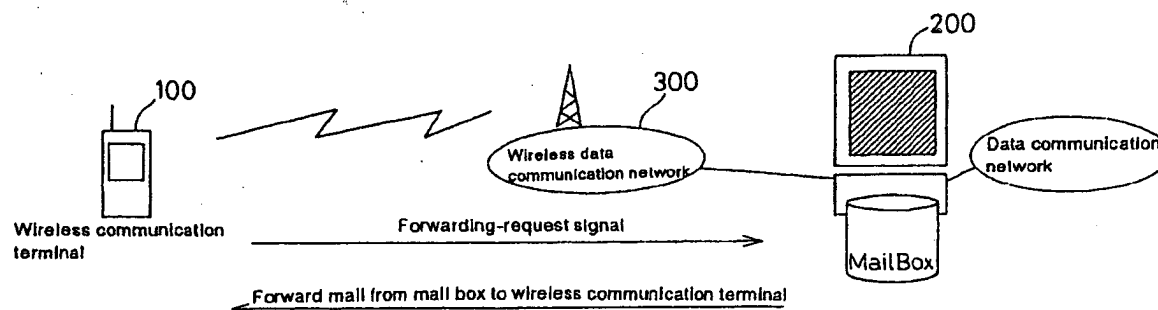 200
100
300
Wireless data
communication network
Data communication
network
Wireless communication
terminal
Forwarding-request signal
MailBox
Forward mail from mail box to wireless communication terminal